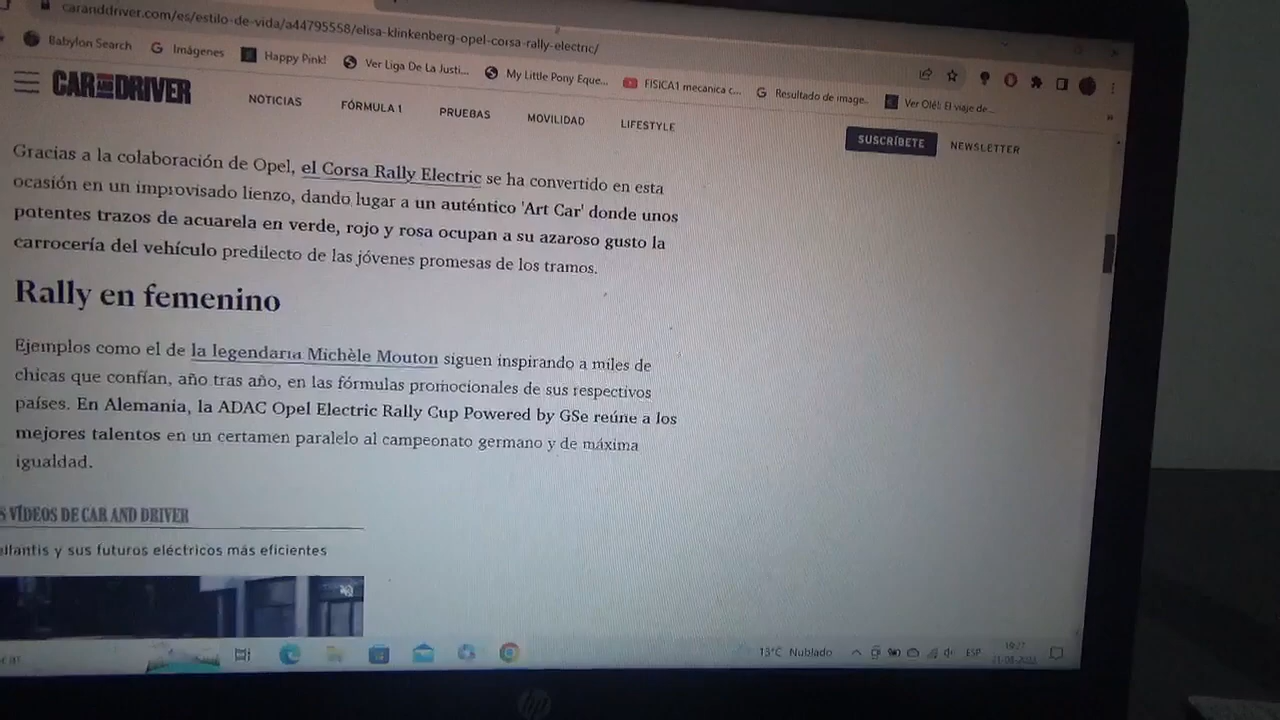 caranddriver.com/es/estilo-de-vida/a44795558/elisa-klinkenberg-opel-corsa-rally-electric/
Babylon Search G Imágenes Happy Pink! Ver Liga De La Justi... My Little Pony Eque... FISICA1 mecanica c... G Resultado de image... Ver Olé!: El viaje de...
CAR AND DRIVER NOTICIAS FÓRMULA 1 PRUEBAS MOVILIDAD LIFESTYLE SUSCRÍBETE NEWSLETTER
Gracias a la colaboración de Opel, el Corsa Rally Electric se ha convertido en esta
ocasión en un improvisado lienzo, dando lugar a un auténtico 'Art Car' donde unos
potentes trazos de acuarela en verde, rojo y rosa ocupan a su azaroso gusto la
carrocería del vehículo predilecto de las jóvenes promesas de los tramos.
Rally en femenino
Ejemplos como el de la legendaria Michèle Mouton siguen inspirando a miles de
chicas que confían, año tras año, en las fórmulas promocionales de sus respectivos
países. En Alemania, la ADAC Opel Electric Rally Cup Powered by GSe reúne a los
mejores talentos en un certamen paralelo al campeonato germano y de máxima
igualdad.
S VÍDEOS DE CAR AND DRIVER
ellantis y sus futuros eléctricos más eficientes
13°C Nublado ESP 19:27
hp